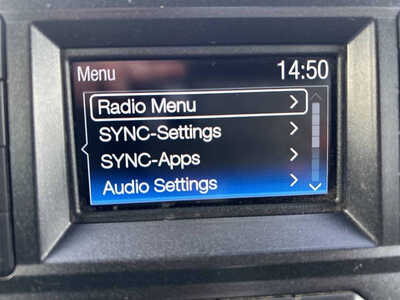 Menu 14:50
Radio Menu
SYNC-Settings
SYNC-Apps
Audio Settings